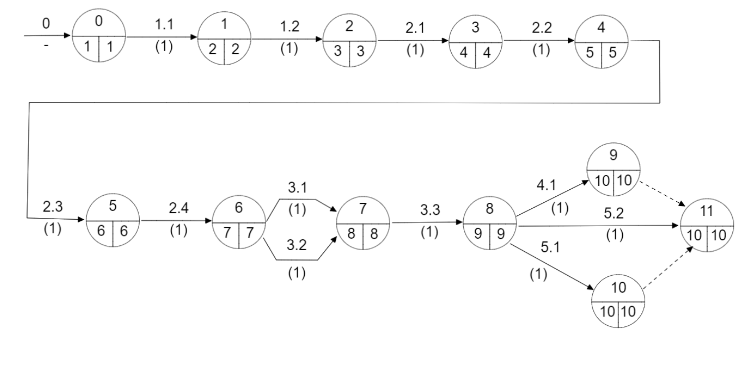 0 0 1.1 1 1.2 2 2.1 3 2.2 4
- 1 1 (1) 2 2 (1) 3 3 (1) 4 4 (1) 5 5
9
4.1 10 10
2.3 5 2.4 6 3.1 7 3.3 8 (1) 5.2 11
(1) 6 6 (1) 7 7 (1) 8 8 (1) 9 9 (1) 10 10
3.2 5.1
(1) (1) 10
10 10